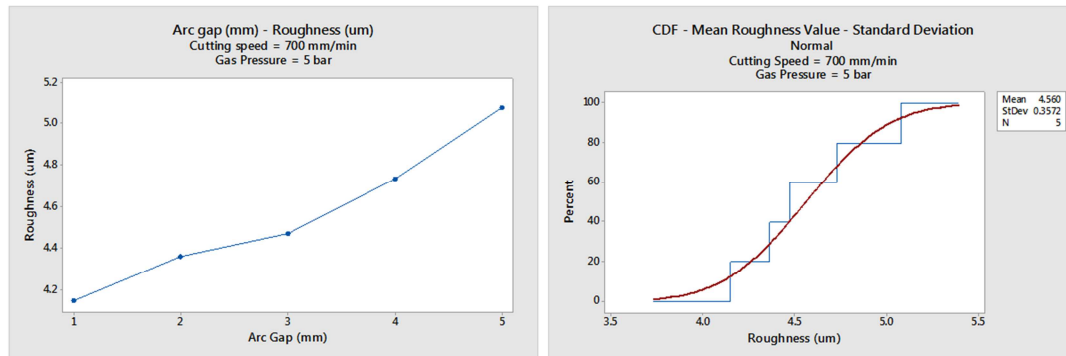 Arc gap (mm) - Roughness (um)
Cutting speed = 700 mm/min
Gas Pressure = 5 bar
5.2
5.0
4.8
4.6
4.4
4.2
Roughness (um)
1 2 3 4 5
Arc Gap (mm)
CDF - Mean Roughness Value - Standard Deviation
Normal
Cutting Speed = 700 mm/min
Gas Pressure = 5 bar
100
80
60
40
20
0
Percent
3.5 4.0 4.5 5.0 5.5
Roughness (um)
Mean 4.560
StDev 0.3572
N 5